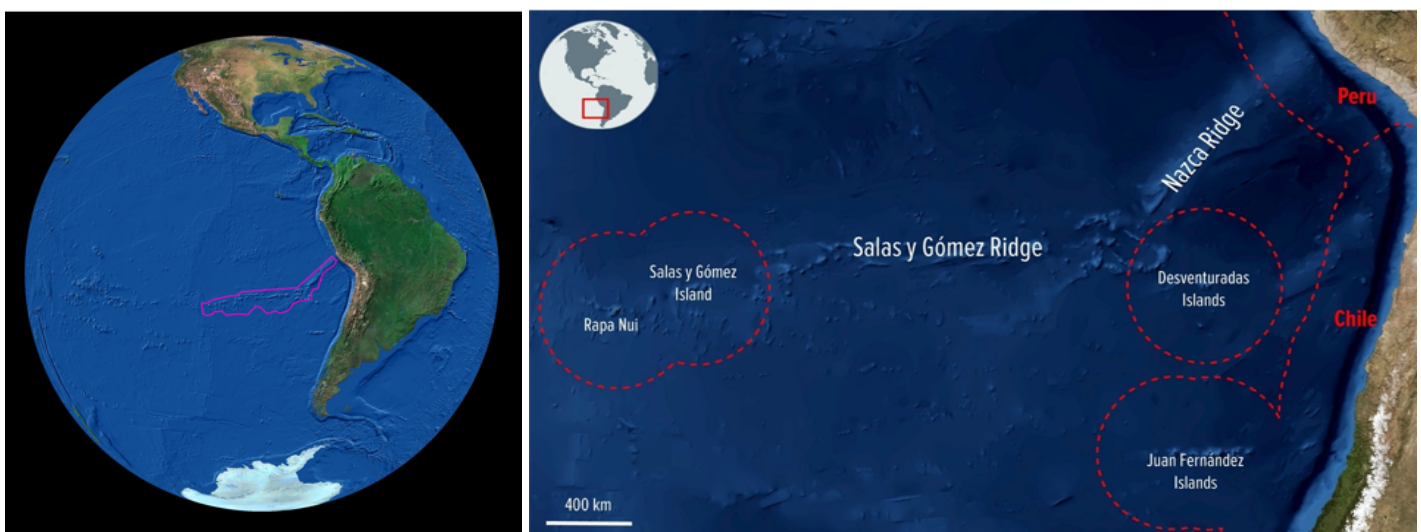 Peru
Nazca Ridge
Salas y Gómez Ridge
Salas y Gómez
Island
Rapa Nui
Desventuradas
Islands
Chile
Juan Fernández
Islands
400 km